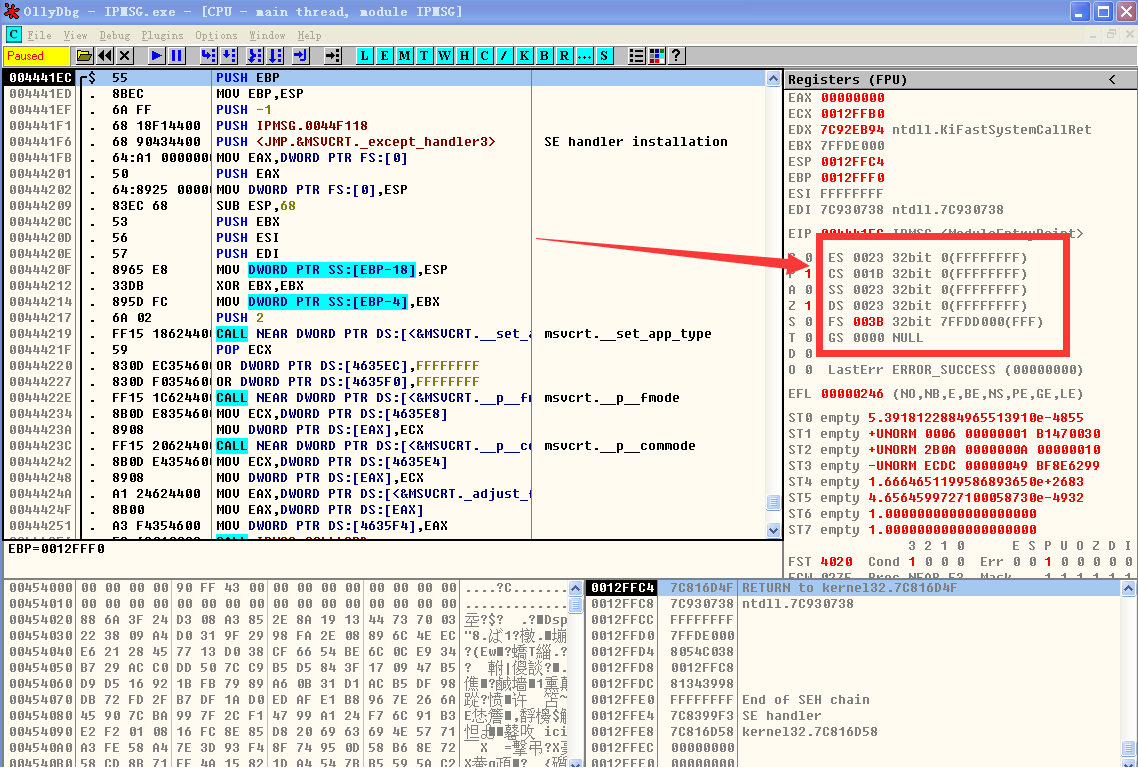 OllyDbg - IPMSG.exe - [CPU - main thread, module IPMSG]
C File View Debug Plugins Options Window Help
Paused L E M T W H C / K B R ... S ?
004441EC $ 55 PUSH EBP
004441ED . 8BEC MOV EBP,ESP
004441EF . 6A FF PUSH -1
004441F1 . 68 18F14400 PUSH IPMSG.0044F118
004441F6 . 68 90434400 PUSH <JMP.&MSVCRT._except_handler3> SE handler installation
004441FB . 64:A1 0000000 MOV EAX,DWORD PTR FS:[0]
00444201 . 50 PUSH EAX
00444202 . 64:8925 00000 MOV DWORD PTR FS:[0],ESP
00444209 . 83EC 68 SUB ESP,68
0044420C . 53 PUSH EBX
0044420D . 56 PUSH ESI
0044420E . 57 PUSH EDI
0044420F . 8965 E8 MOV DWORD PTR SS:[EBP-18],ESP
00444212 . 33DB XOR EBX,EBX
00444214 . 895D FC MOV DWORD PTR SS:[EBP-4],EBX
00444217 . 6A 02 PUSH 2
00444219 . FF15 18624400 CALL NEAR DWORD PTR DS:[<&MSVCRT.__set_a msvcrt.__set_app_type
0044421F . 59 POP ECX
00444220 . 830D EC354600 OR DWORD PTR DS:[4635EC],FFFFFFFF
00444227 . 830D F0354600 OR DWORD PTR DS:[4635F0],FFFFFFFF
0044422E . FF15 1C624400 CALL NEAR DWORD PTR DS:[<&MSVCRT.__p__fm msvcrt.__p__fmode
00444234 . 8B0D E8354600 MOV ECX,DWORD PTR DS:[4635E8]
0044423A . 8908 MOV DWORD PTR DS:[EAX],ECX
0044423C . FF15 20624400 CALL NEAR DWORD PTR DS:[<&MSVCRT.__p__co msvcrt.__p__commode
00444242 . 8B0D E4354600 MOV ECX,DWORD PTR DS:[4635E4]
00444248 . 8908 MOV DWORD PTR DS:[EAX],ECX
0044424A . A1 24624400 MOV EAX,DWORD PTR DS:[<&MSVCRT._adjust_f
0044424F . 8B00 MOV EAX,DWORD PTR DS:[EAX]
00444251 . A3 F4354600 MOV DWORD PTR DS:[4635F4],EAX
EBP=0012FFF0
Registers (FPU) <
EAX 00000000
ECX 0012FFB0
EDX 7C92EB94 ntdll.KiFastSystemCallRet
EBX 7FFDE000
ESP 0012FFC4
EBP 0012FFF0
ESI FFFFFFFF
EDI 7C930738 ntdll.7C930738
EIP 004441EC IPMSG.<ModuleEntryPoint>
0 ES 0023 32bit 0(FFFFFFFF)
1 CS 001B 32bit 0(FFFFFFFF)
A 0 SS 0023 32bit 0(FFFFFFFF)
Z 1 DS 0023 32bit 0(FFFFFFFF)
S 0 FS 003B 32bit 7FFDD000(FFF)
T 0 GS 0000 NULL
D 0
O 0 LastErr ERROR_SUCCESS (00000000)
EFL 00000246 (NO,NB,E,BE,NS,PE,GE,LE)
ST0 empty 5.3918122884965513910e-4855
ST1 empty +UNORM 0006 00000001 B1470030
ST2 empty +UNORM 2B0A 0000000A 00000010
ST3 empty -UNORM ECDC 00000049 BF8E6299
ST4 empty 1.6664651199586893650e+2683
ST5 empty 4.6564599727100058730e-4932
ST6 empty 1.0000000000000000000
ST7 empty 1.0000000000000000000
3 2 1 0 E S P U O Z D I
FST 4020 Cond 1 0 0 0 Err 0 0 1 0 0 0 0 0
00454000 00 00 00 00 90 FF 43 00 00 00 00 00 00 00 00 00 ....?C.......
00454010 00 00 00 00 00 00 00 00 00 00 00 00 00 00 00 00
00454020 88 6A 3F 24 D3 08 A3 85 2E 8A 19 13 44 73 70 03
00454030 22 38 09 A4 D0 31 9F 29 98 FA 2E 08 89 6C 4E EC
00454040 E6 21 28 45 77 13 D0 38 CF 66 54 BE 6C 0C E9 34
00454050 B7 29 AC C0 DD 50 7C C9 B5 D5 84 3F 17 09 47 B5
00454060 D9 D5 16 92 1B FB 79 89 A6 0B 31 D1 AC B5 DF 98
00454070 DB 72 FD 2F B7 DF 1A D0 ED AF E1 B8 96 7E 26 6A
00454080 45 90 7C BA 99 7F 2C F1 47 99 A1 24 F7 6C 91 B3
00454090 E2 F2 01 08 16 FC 8E 85 D8 20 69 63 69 4E 57 71
004540A0 A3 FE 58 A4 7E 3D 93 F4 8F 74 95 0D 58 B6 8E 72
004540B0 58 CD 8B 71 EE 4A 15 82 1D A4 54 7B B5 59 5A C2
0012FFC4 7C816D4F RETURN to kernel32.7C816D4F
0012FFC8 7C930738 ntdll.7C930738
0012FFCC FFFFFFFF
0012FFD0 7FFDE000
0012FFD4 8054C038
0012FFD8 0012FFC8
0012FFDC 81343998
0012FFE0 FFFFFFFF End of SEH chain
0012FFE4 7C8399F3 SE handler
0012FFE8 7C816D58 kernel32.7C816D58
0012FFEC 00000000
0012FFF0 00000000